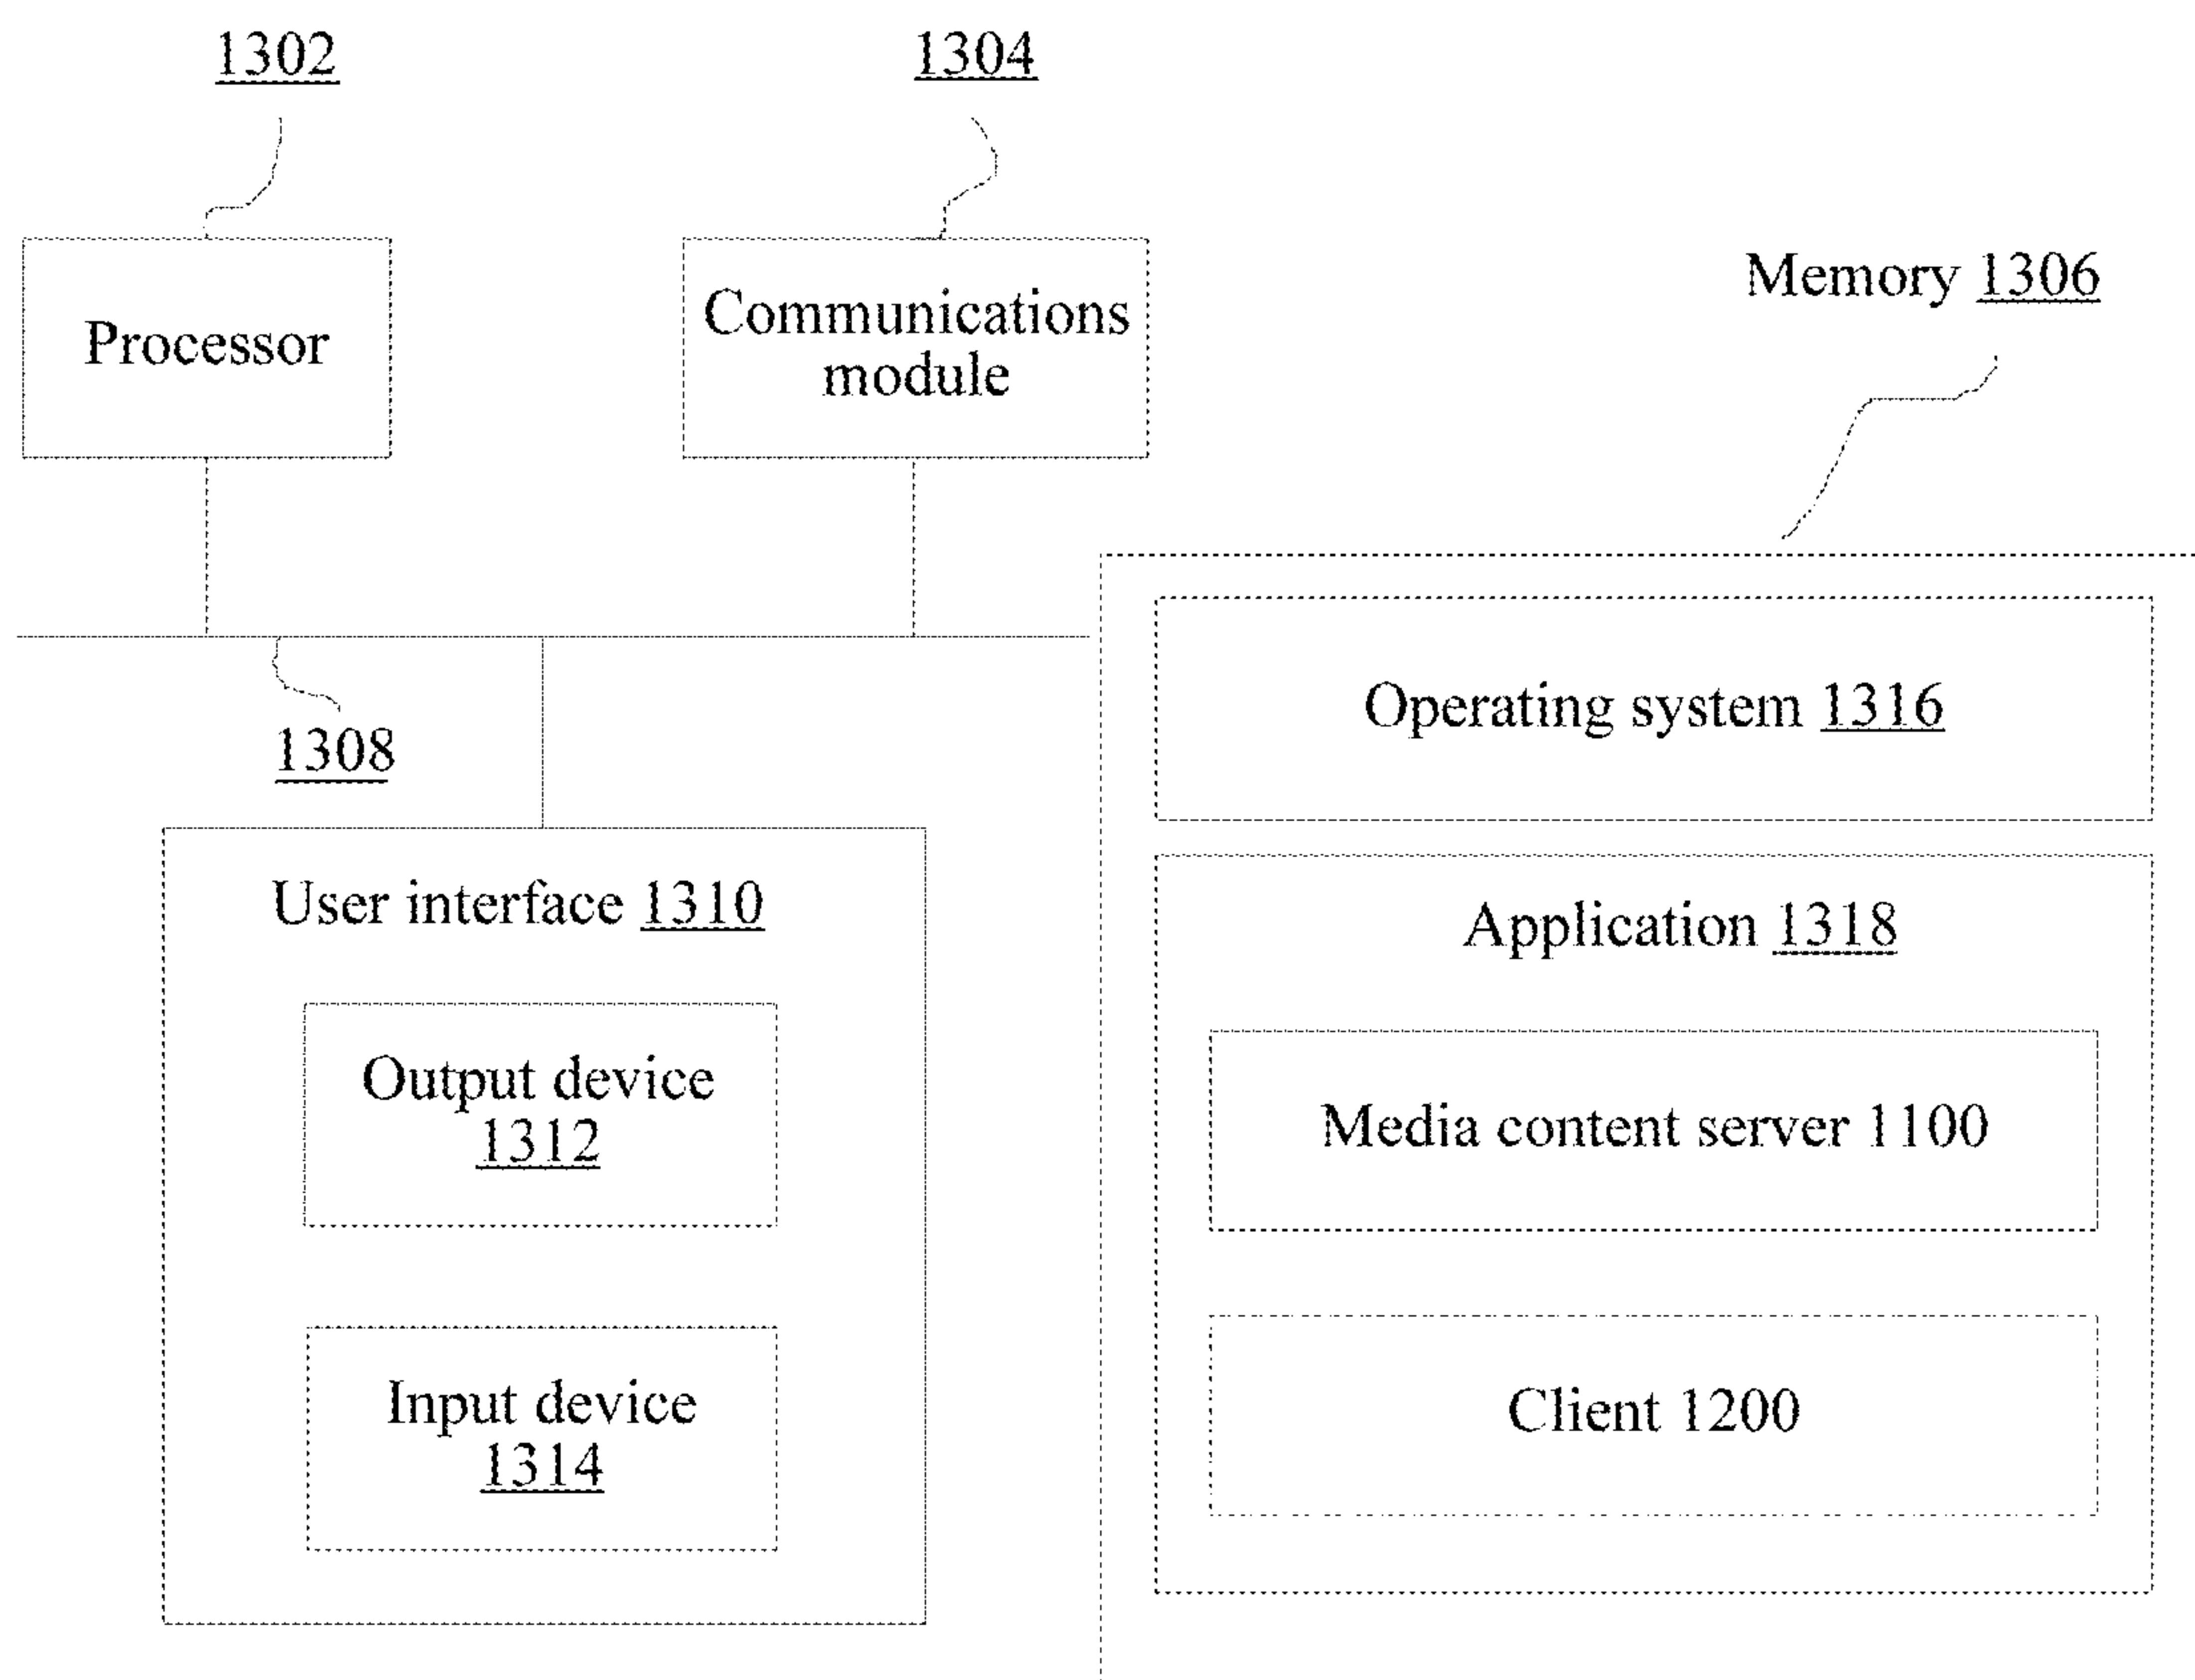 1302
1304
Processor
Communications
module
Memory 1306
1308
Operating system 1316
User interface 1310
Application 1318
Output device
1312
Media content server 1100
Input device
1314
Client 1200